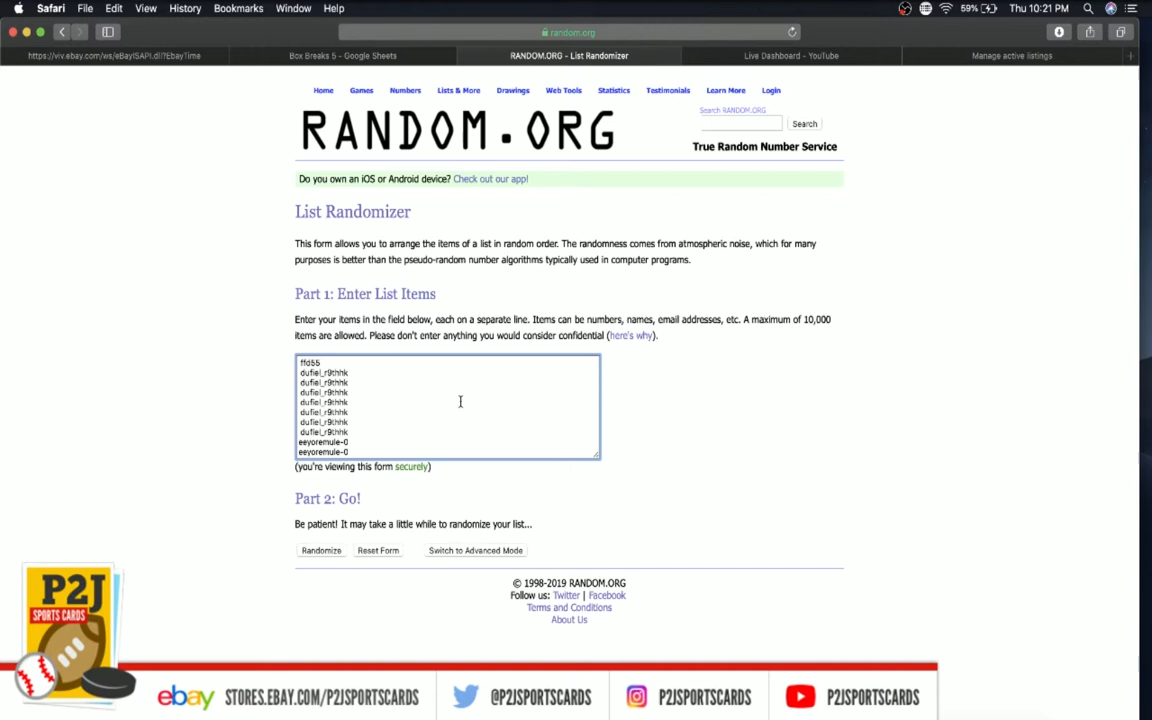 Safari File Edit View History Bookmarks Window Help 59% Thu 10:21 PM
random.org
https://viv.ebay.com/ws/eBayISAPI.dll?EbayTime Box Breaks 5 - Google Sheets RANDOM.ORG - List Randomizer Live Dashboard - YouTube Manage active listings
Home Games Numbers Lists & More Drawings Web Tools Statistics Testimonials Learn More Login
RANDOM.ORG
Search RANDOM.ORG
Search
True Random Number Service
Do you own an iOS or Android device? Check out our app!
List Randomizer
This form allows you to arrange the items of a list in random order. The randomness comes from atmospheric noise, which for many
purposes is better than the pseudo-random number algorithms typically used in computer programs.
Part 1: Enter List Items
Enter your items in the field below, each on a separate line. Items can be numbers, names, email addresses, etc. A maximum of 10,000
items are allowed. Please don't enter anything you would consider confidential (here's why).
ffd55
dufiel_r9thhk
dufiel_r9thhk
dufiel_r9thhk
dufiel_r9thhk
dufiel_r9thhk
dufiel_r9thhk
dufiel_r9thhk
eeyoremule-0
eeyoremule-0
(you're viewing this form securely)
Part 2: Go!
Be patient! It may take a little while to randomize your list...
Randomize Reset Form Switch to Advanced Mode
© 1998-2019 RANDOM.ORG
Follow us: Twitter | Facebook
Terms and Conditions
About Us
P2J
SPORTS CARDS
ebay STORES.EBAY.COM/P2JSPORTSCARDS @P2JSPORTSCARDS P2JSPORTSCARDS P2JSPORTSCARDS